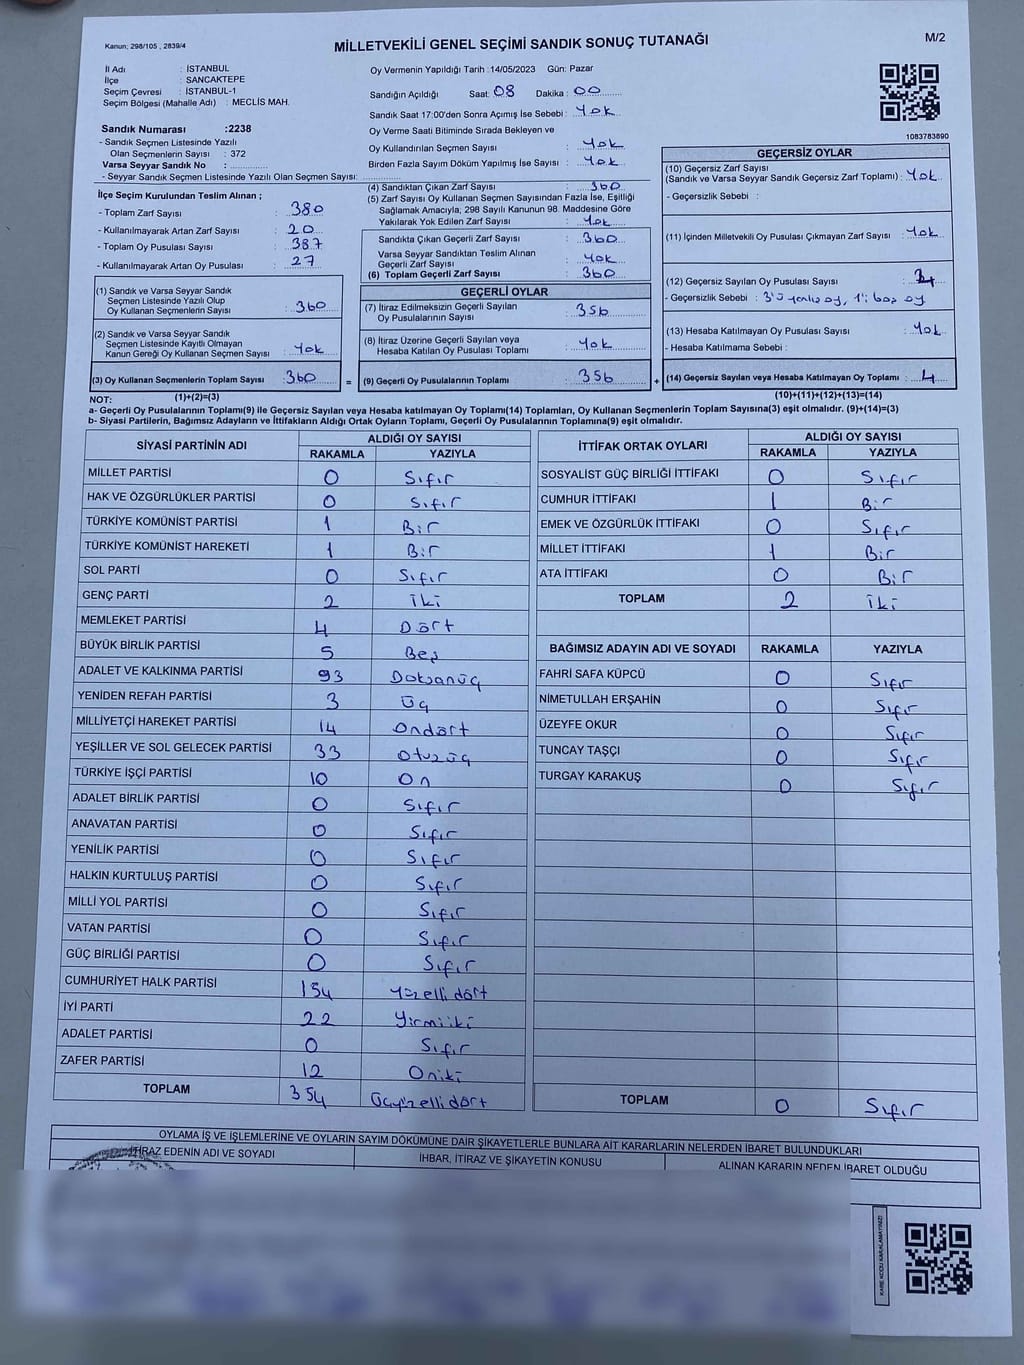 Kanun; 298/105 , 2839/4
MİLLETVEKİLİ GENEL SEÇİMİ SANDIK SONUÇ TUTANAĞI
M/2
İl Adı : İSTANBUL
İlçe : SANCAKTEPE
Seçim Çevresi : İSTANBUL-1
Seçim Bölgesi (Mahalle Adı) : MECLİS MAH.
Sandık Numarası :2238
- Sandık Seçmen Listesinde Yazılı
Olan Seçmenlerin Sayısı : 372
Varsa Seyyar Sandık No :
- Seyyar Sandık Seçmen Listesinde Yazılı Olan Seçmen Sayısı:
Oy Vermenin Yapıldığı Tarih :14/05/2023 Gün: Pazar
Sandığın Açıldığı Saat: 08 Dakika : 00
Sandık Saat 17:00'den Sonra Açımış İse Sebebi : Yok
Oy Verme Saati Bitiminde Sırada Bekleyen ve
Oy Kullandırılan Seçmen Sayısı : Yok
Birden Fazla Sayım Döküm Yapılmış İse Sayısı : Yok
1083783890
İlçe Seçim Kurulundan Teslim Alınan ;
- Toplam Zarf Sayısı : 380
- Kullanılmayarak Artan Zarf Sayısı : 20
- Toplam Oy Pusulası Sayısı : 387
- Kullanılmayarak Artan Oy Pusulası : 27
(4) Sandıktan Çıkan Zarf Sayısı : 360
(5) Zarf Sayısı Oy Kullanan Seçmen Sayısından Fazla İse, Eşitliği
Sağlamak Amacıyla, 298 Sayılı Kanunun 98. Maddesine Göre
Yakılarak Yok Edilen Zarf Sayısı : Yok
Sandıkta Çıkan Geçerli Zarf Sayısı : 360
Varsa Seyyar Sandıktan Teslim Alınan
Geçerli Zarf Sayısı : Yok
(6) Toplam Geçerli Zarf Sayısı : 360
GEÇERSİZ OYLAR
(10) Geçersiz Zarf Sayısı
(Sandık ve Varsa Seyyar Sandık Geçersiz Zarf Toplamı) : Yok
- Geçersizlik Sebebi :
(11) İçinden Milletvekili Oy Pusulası Çıkmayan Zarf Sayısı : Yok
(12) Geçersiz Sayılan Oy Pusulası Sayısı : 4
- Geçersizlik Sebebi : 3'ü yanlış oy, 1'i boş oy
(13) Hesaba Katılmayan Oy Pusulası Sayısı : Yok
- Hesaba Katılmama Sebebi :
(14) Geçersiz Sayılan veya Hesaba Katılmayan Oy Toplamı : 4
(10)+(11)+(12)+(13)=(14)
(1) Sandık ve Varsa Seyyar Sandık
Seçmen Listesinde Yazılı Olup
Oy Kullanan Seçmenlerin Sayısı : 360
(2) Sandık ve Varsa Seyyar Sandık
Seçmen Listesinde Kayıtlı Olmayan
Kanun Gereği Oy Kullanan Seçmen Sayısı : Yok
(3) Oy Kullanan Seçmenlerin Toplam Sayısı : 360
(1)+(2)=(3)
=
GEÇERLİ OYLAR
(7) İtiraz Edilmeksizin Geçerli Sayılan
Oy Pusulalarının Sayısı : 356
(8) İtiraz Üzerine Geçerli Sayılan veya
Hesaba Katılan Oy Pusulası Toplamı : Yok
(9) Geçerli Oy Pusulalarının Toplamı : 356
+
NOT:
a- Geçerli Oy Pusulalarının Toplamı(9) ile Geçersiz Sayılan veya Hesaba katılmayan Oy Toplamı(14) Toplamları, Oy Kullanan Seçmenlerin Toplam Sayısına(3) eşit olmalıdır. (9)+(14)=(3)
b- Siyasi Partilerin, Bağımsız Adayların ve İttifakların Aldığı Ortak Oyların Toplamı, Geçerli Oy Pusulalarının Toplamına(9) eşit olmalıdır.
SİYASİ PARTİNİN ADI ALDIĞI OY SAYISI
RAKAMLA YAZIYLA
MİLLET PARTİSİ 0 Sıfır
HAK VE ÖZGÜRLÜKLER PARTİSİ 0 Sıfır
TÜRKİYE KOMÜNİST PARTİSİ 1 Bir
TÜRKİYE KOMÜNİST HAREKETİ 1 Bir
SOL PARTİ 0 Sıfır
GENÇ PARTİ 2 İki
MEMLEKET PARTİSİ 4 Dört
BÜYÜK BİRLİK PARTİSİ 5 Beş
ADALET VE KALKINMA PARTİSİ 93 Doksanüç
YENİDEN REFAH PARTİSİ 3 Üç
MİLLİYETÇİ HAREKET PARTİSİ 14 Ondört
YEŞİLLER VE SOL GELECEK PARTİSİ 33 Otuzüç
TÜRKİYE İŞÇİ PARTİSİ 10 On
ADALET BİRLİK PARTİSİ 0 Sıfır
ANAVATAN PARTİSİ 0 Sıfır
YENİLİK PARTİSİ 0 Sıfır
HALKIN KURTULUŞ PARTİSİ 0 Sıfır
MİLLİ YOL PARTİSİ 0 Sıfır
VATAN PARTİSİ 0 Sıfır
GÜÇ BİRLİĞİ PARTİSİ 0 Sıfır
CUMHURİYET HALK PARTİSİ 154 Yüzellidört
İYİ PARTİ 22 Yirmiiki
ADALET PARTİSİ 0 Sıfır
ZAFER PARTİSİ 12 Oniki
TOPLAM 354 Üçyüzellidört
İTTİFAK ORTAK OYLARI ALDIĞI OY SAYISI
RAKAMLA YAZIYLA
SOSYALİST GÜÇ BİRLİĞİ İTTİFAKI 0 Sıfır
CUMHUR İTTİFAKI 1 Bir
EMEK VE ÖZGÜRLÜK İTTİFAKI 0 Sıfır
MİLLET İTTİFAKI 1 Bir
ATA İTTİFAKI 0 Bir
TOPLAM 2 İki
BAĞIMSIZ ADAYIN ADI VE SOYADI RAKAMLA YAZIYLA
FAHRİ SAFA KÜPCÜ 0 Sıfır
NİMETULLAH ERŞAHİN 0 Sıfır
ÜZEYFE OKUR 0 Sıfır
TUNCAY TAŞÇI 0 Sıfır
TURGAY KARAKUŞ 0 Sıfır
TOPLAM 0 Sıfır
OYLAMA İŞ VE İŞLEMLERİNE VE OYLARIN SAYIM DÖKÜMÜNE DAİR ŞİKAYETLERLE BUNLARA AİT KARARLARIN NELERDEN İBARET BULUNDUKLARI
İTİRAZ EDENİN ADI VE SOYADI İHBAR, İTİRAZ VE ŞİKAYETİN KONUSU ALINAN KARARIN NEDEN İBARET OLDUĞU
KARE KODU KARALAMAYINIZ!